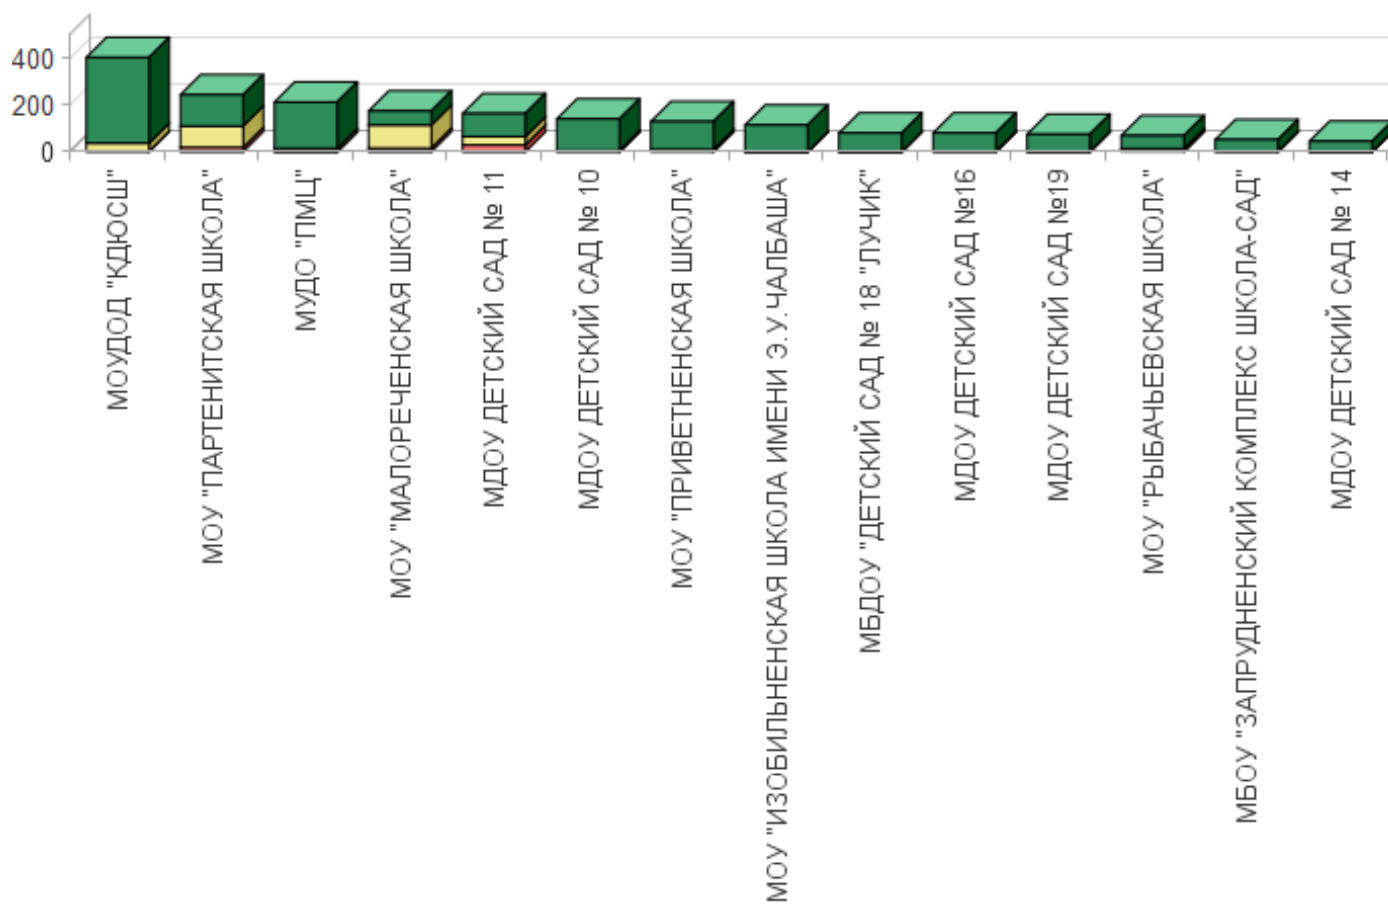 400
200
0
МОУДОД "КДЮСШ"
МОУ "ПАРТЕНИТСКАЯ ШКОЛА"
МУДО "ПМЦ"
МОУ "МАЛОРЕЧЕНСКАЯ ШКОЛА"
МДОУ ДЕТСКИЙ САД № 11
МДОУ ДЕТСКИЙ САД № 10
МОУ "ПРИВЕТНЕНСКАЯ ШКОЛА"
МОУ "ИЗОБИЛЬНЕНСКАЯ ШКОЛА ИМЕНИ Э.У.ЧАЛБАША"
МБДОУ "ДЕТСКИЙ САД № 18 "ЛУЧИК"
МДОУ ДЕТСКИЙ САД №16
МДОУ ДЕТСКИЙ САД №19
МОУ "РЫБАЧЬЕВСКАЯ ШКОЛА"
МБОУ "ЗАПРУДНЕНСКИЙ КОМПЛЕКС ШКОЛА-САД"
МДОУ ДЕТСКИЙ САД № 14